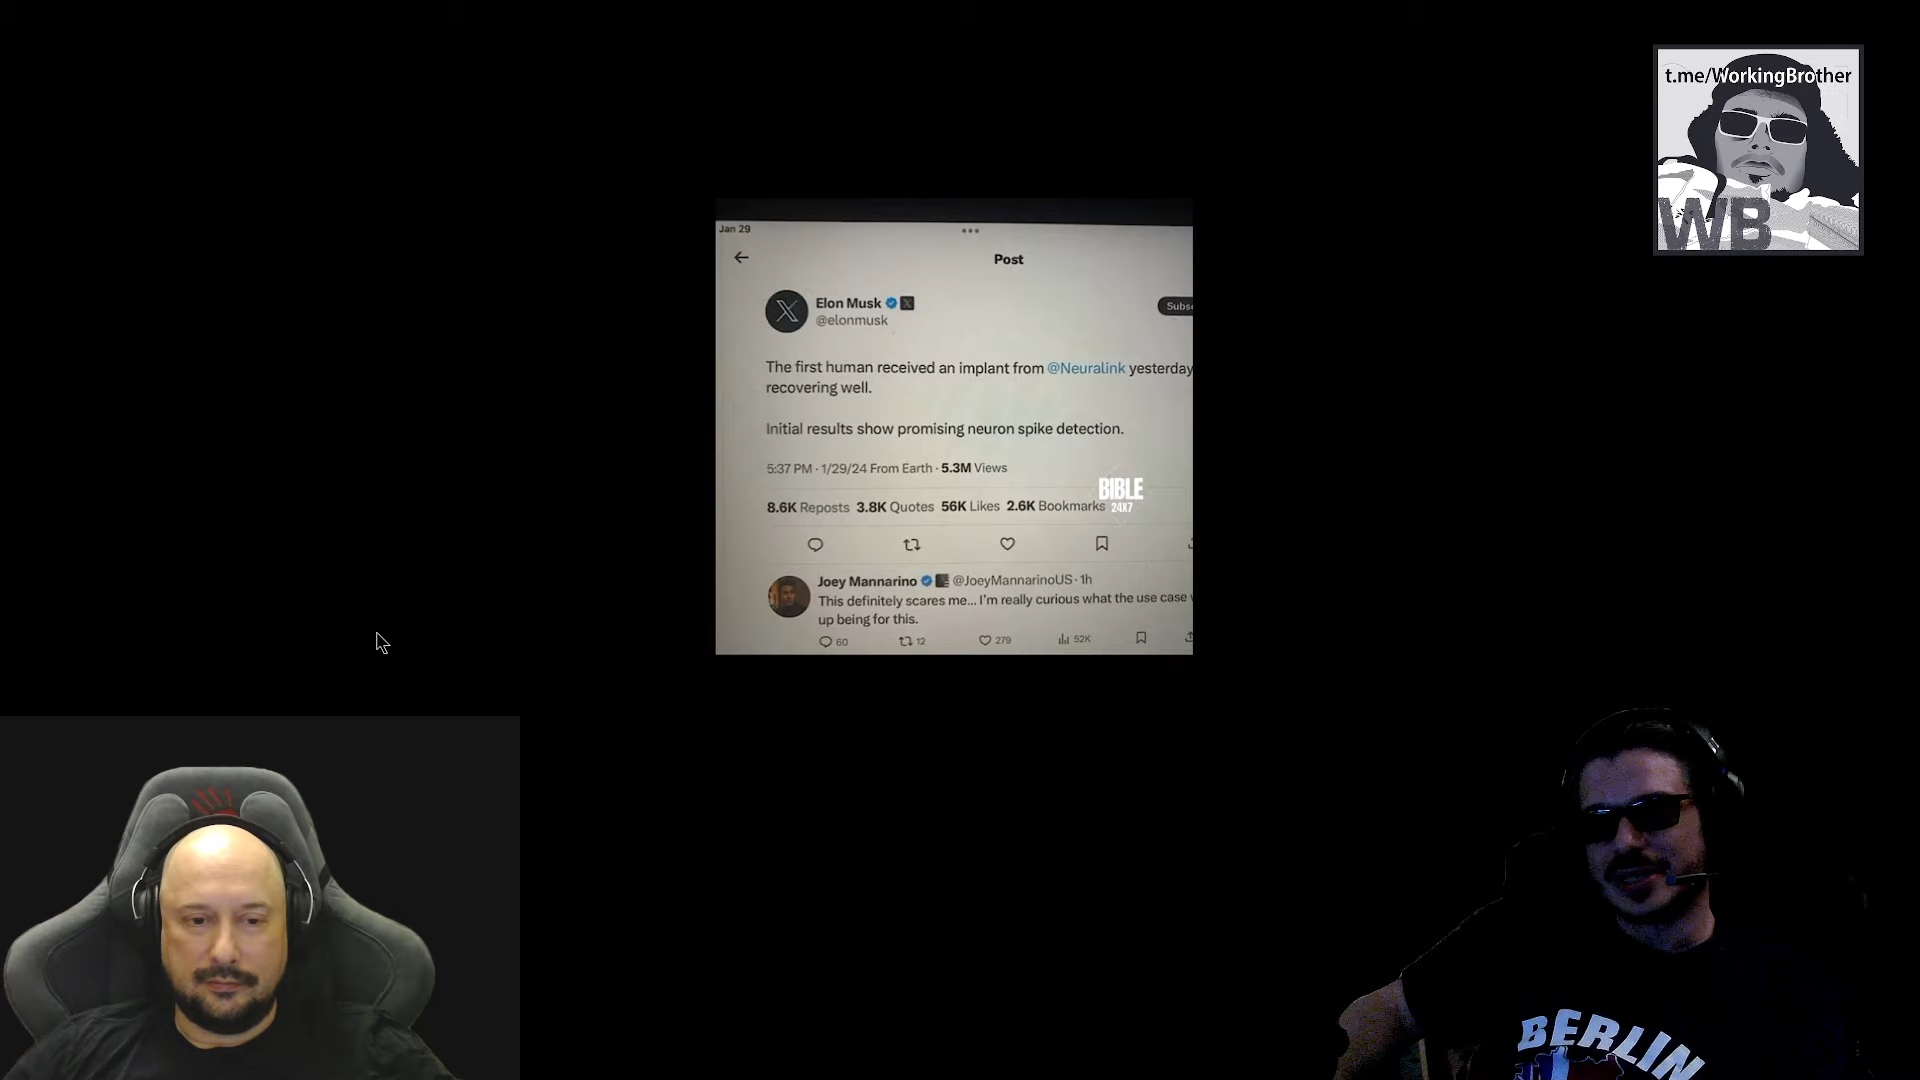 t.me/WorkingBrother
WB
Jan 29
Post
Elon Musk
@elonmusk
Subs
The first human received an implant from @Neuralink yesterday
recovering well.
Initial results show promising neuron spike detection.
5:37 PM · 1/29/24 From Earth · 5.3M Views
BIBLE
24X7
8.6K Reposts 3.8K Quotes 56K Likes 2.6K Bookmarks
Joey Mannarino @JoeyMannarinoUS · 1h
This definitely scares me... I'm really curious what the use case
up being for this.
60 12 279 52K
BERLIN